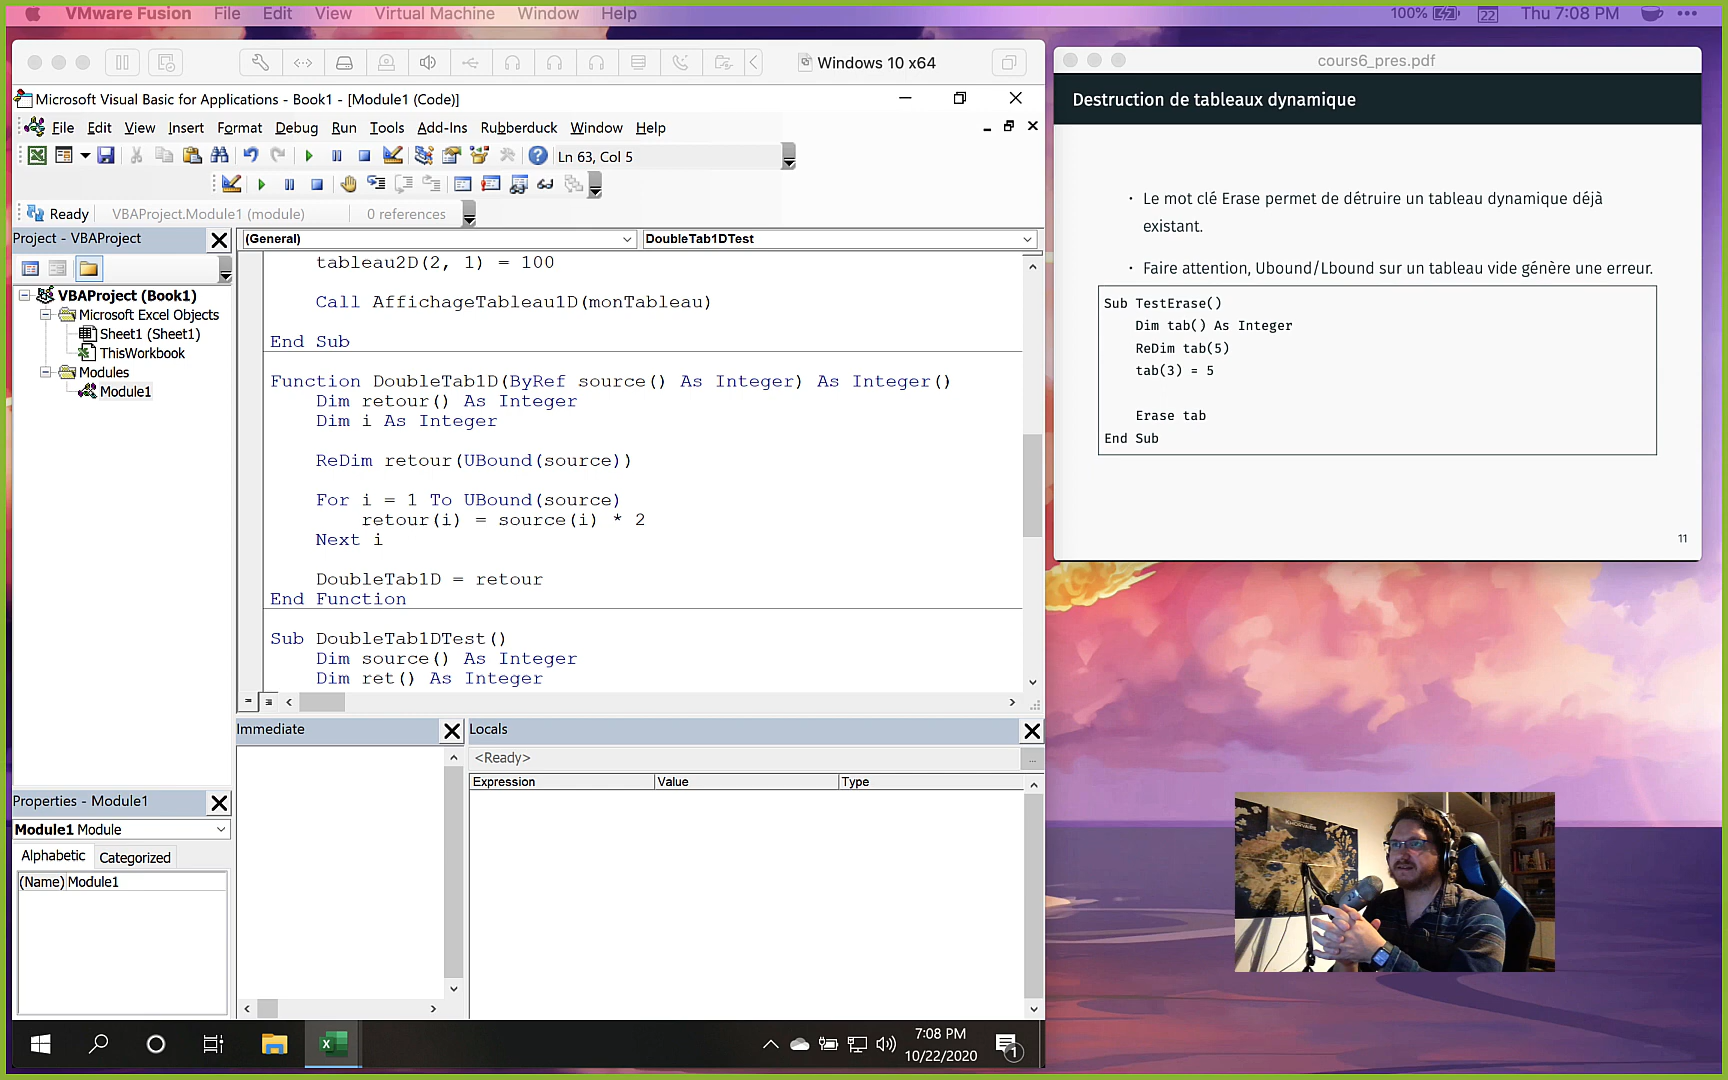 VMware Fusion File Edit View Virtual Machine Window Help 100% 22 Thu 7:08 PM
Windows 10 x64
Microsoft Visual Basic for Applications - Book1 - [Module1 (Code)]
File Edit View Insert Format Debug Run Tools Add-Ins Rubberduck Window Help
Ln 63, Col 5
Ready VBAProject.Module1 (module) 0 references
Project - VBAProject
VBAProject (Book1)
Microsoft Excel Objects
Sheet1 (Sheet1)
ThisWorkbook
Modules
Module1
Properties - Module1
Module1 Module
Alphabetic Categorized
(Name) Module1
(General) DoubleTab1DTest
tableau2D(2, 1) = 100
Call AffichageTableau1D(monTableau)
End Sub
Function DoubleTab1D(ByRef source() As Integer) As Integer()
Dim retour() As Integer
Dim i As Integer
ReDim retour(UBound(source))
For i = 1 To UBound(source)
retour(i) = source(i) * 2
Next i
DoubleTab1D = retour
End Function
Sub DoubleTab1DTest()
Dim source() As Integer
Dim ret() As Integer
Immediate
Locals
<Ready>
Expression Value Type
7:08 PM
10/22/2020
1
cours6_pres.pdf
Destruction de tableaux dynamique
· Le mot clé Erase permet de détruire un tableau dynamique déjà
existant.
· Faire attention, Ubound/Lbound sur un tableau vide génère une erreur.
Sub TestErase()
Dim tab() As Integer
ReDim tab(5)
tab(3) = 5
Erase tab
End Sub
11